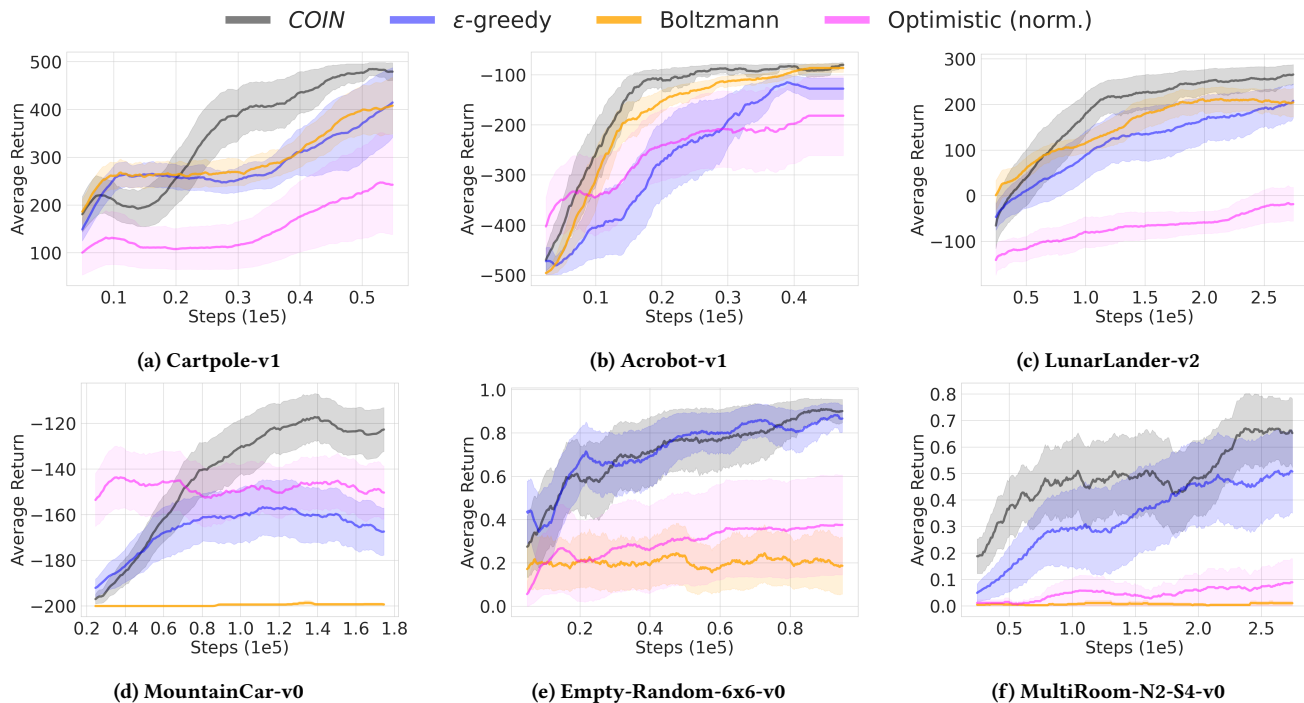 COIN ε-greedy Boltzmann Optimistic (norm.)
500
400
300
200
100
Average Return
0.1 0.2 0.3 0.4 0.5
Steps (1e5)
(a) Cartpole-v1
−100
−200
−300
−400
−500
Average Return
0.1 0.2 0.3 0.4
Steps (1e5)
(b) Acrobot-v1
300
200
100
0
−100
Average Return
0.5 1.0 1.5 2.0 2.5
Steps (1e5)
(c) LunarLander-v2
−120
−140
−160
−180
−200
Average Return
0.2 0.4 0.6 0.8 1.0 1.2 1.4 1.6 1.8
Steps (1e5)
(d) MountainCar-v0
1.0
0.8
0.6
0.4
0.2
0.0
Average Return
0.2 0.4 0.6 0.8
Steps (1e5)
(e) Empty-Random-6x6-v0
0.8
0.7
0.6
0.5
0.4
0.3
0.2
0.1
0.0
Average Return
0.5 1.0 1.5 2.0 2.5
Steps (1e5)
(f) MultiRoom-N2-S4-v0